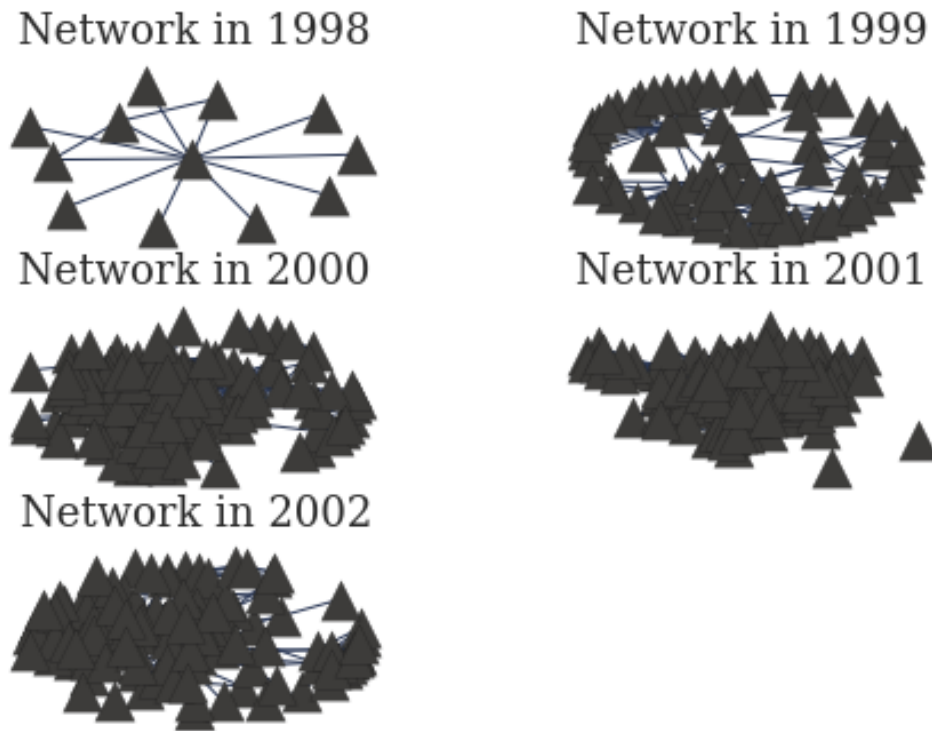 Network in 1998
Network in 1999
Network in 2000
Network in 2001
Network in 2002